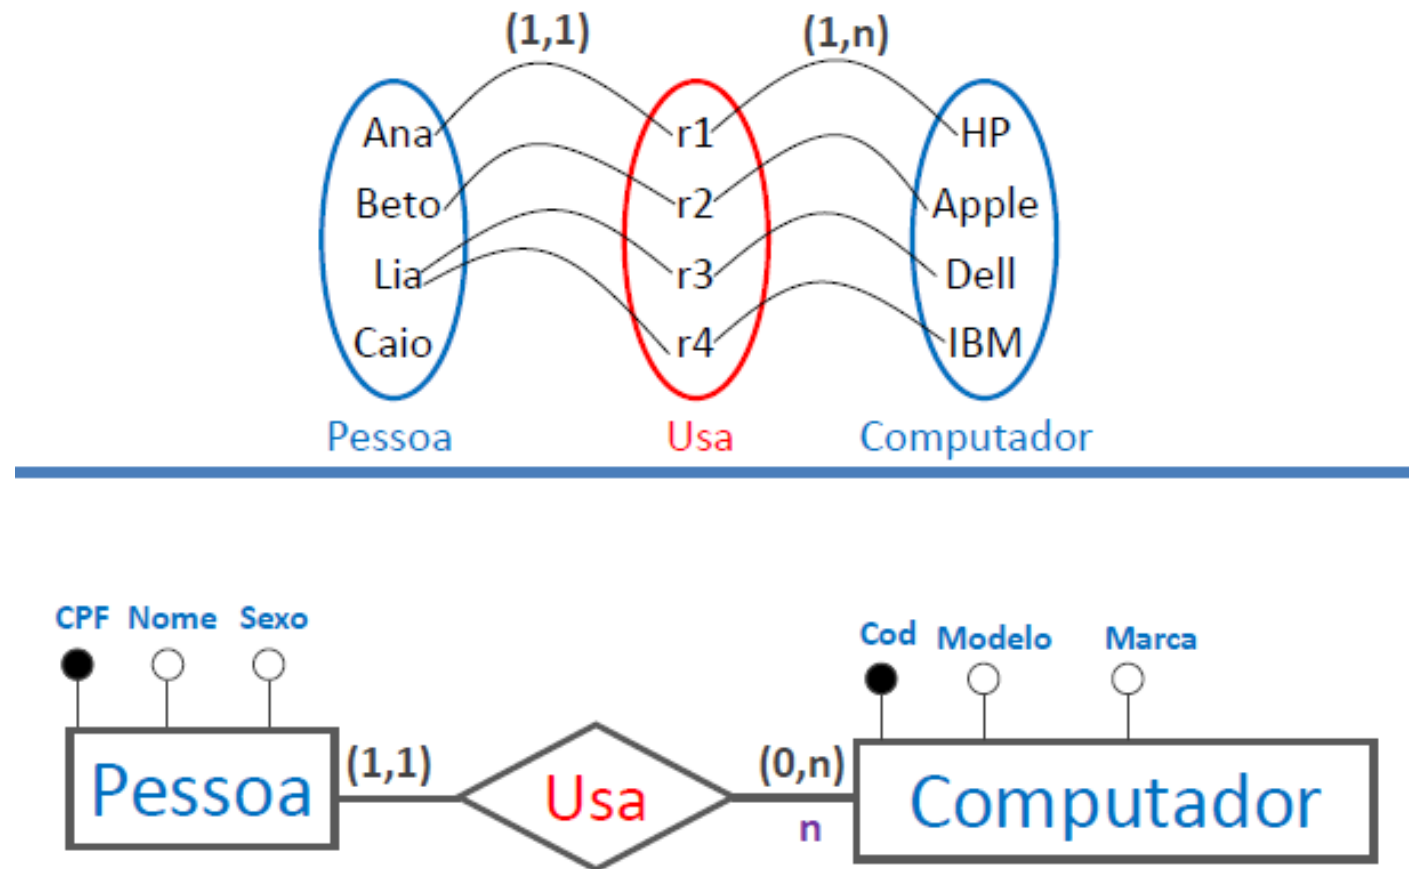 (1,1) (1,n)
Ana r1 HP
Beto r2 Apple
Lia r3 Dell
Caio r4 IBM
Pessoa Usa Computador
CPF Nome Sexo
Cod Modelo Marca
(1,1) (0,n)
Pessoa Usa Computador
n